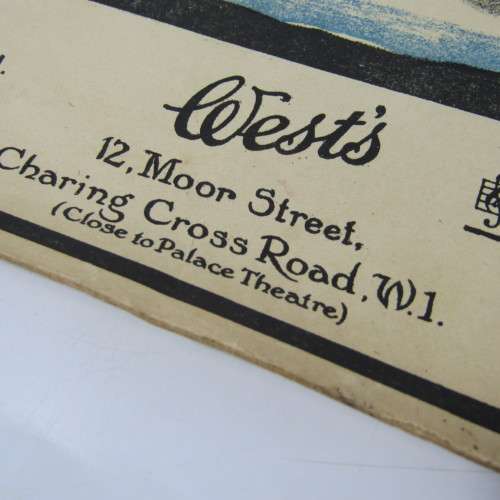 West's
12, Moor Street,
Charing Cross Road, W.1.
(Close to Palace Theatre)